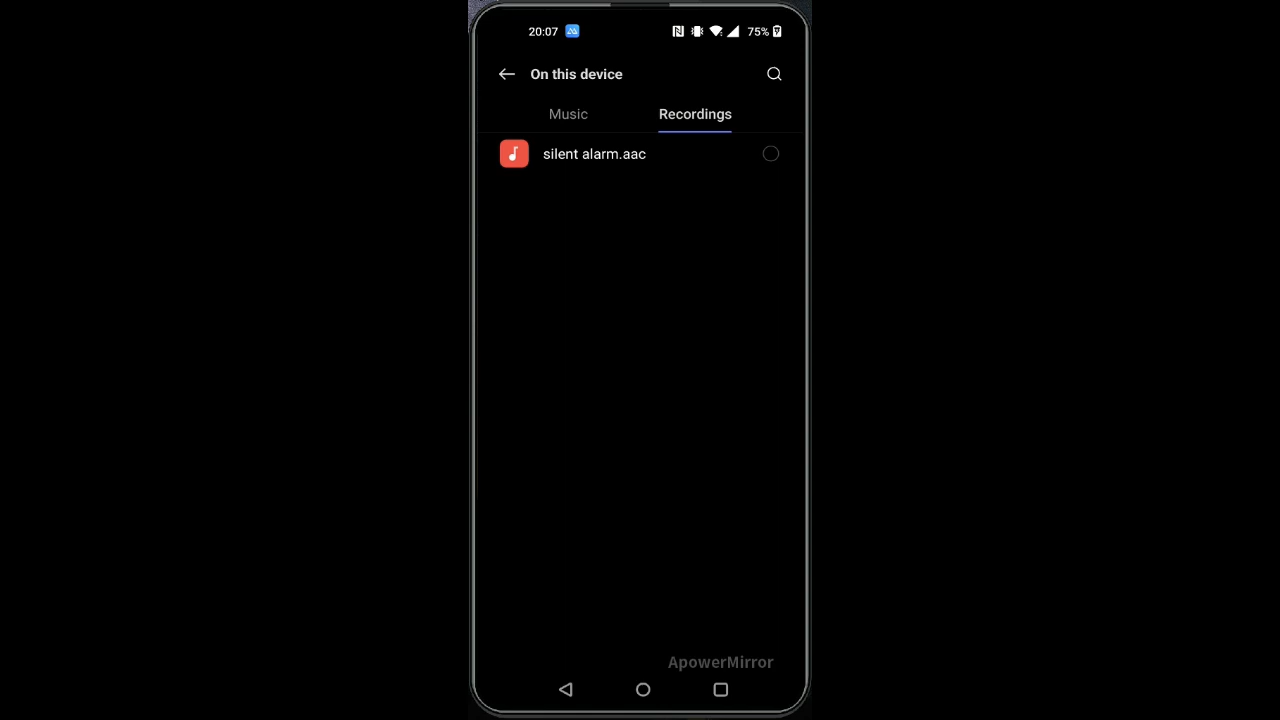 20:07 75%
On this device
Music Recordings
silent alarm.aac
ApowerMirror